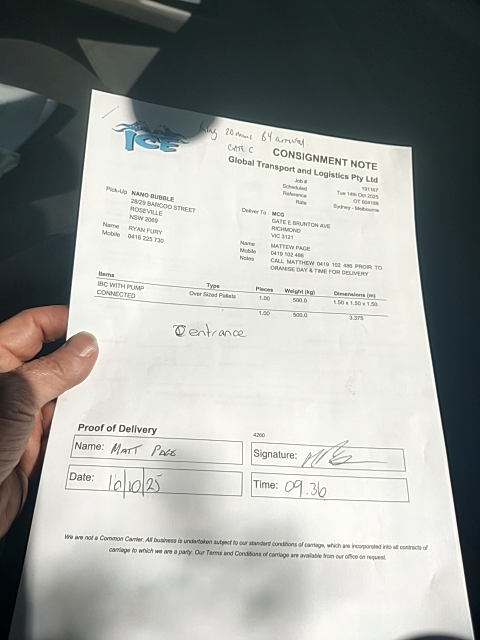 20 mins B4 arrival
GATE C
ICE
CONSIGNMENT NOTE
Global Transport and Logistics Pty Ltd
Job # 191167
Scheduled Tue 14th Oct 2025
Reference OT 604198
Rate Sydney - Melbourne
Pick-Up NANO BUBBLE
28/29 BARCOO STREET
ROSEVILLE
NSW 2069
Name RYAN FURY
Mobile 0416 225 730
Deliver To MCG
GATE E BRUNTON AVE
RICHMOND
VIC 3121
Name MATTEW PAGE
Mobile 0419 102 486
Notes CALL MATTHEW 0419 102 486 PROIR TO
ORANISE DAY & TIME FOR DELIVERY
Items Type Pieces Weight (kg) Dimensions (m)
IBC WITH PUMP Over Sized Pallets 1.00 500.0 1.50 x 1.50 x 1.50
CONNECTED
1.00 500.0 3.375
entrance
Proof of Delivery
4260
Name: MATT PAGE
Signature:
Date: 16/10/25
Time: 09.36
We are not a Common Carrier. All business is undertaken subject to our standard conditions of carriage, which are incorporated into all contracts of
carriage to which we are a party. Our Terms and Conditions of carriage are available from our office on request.